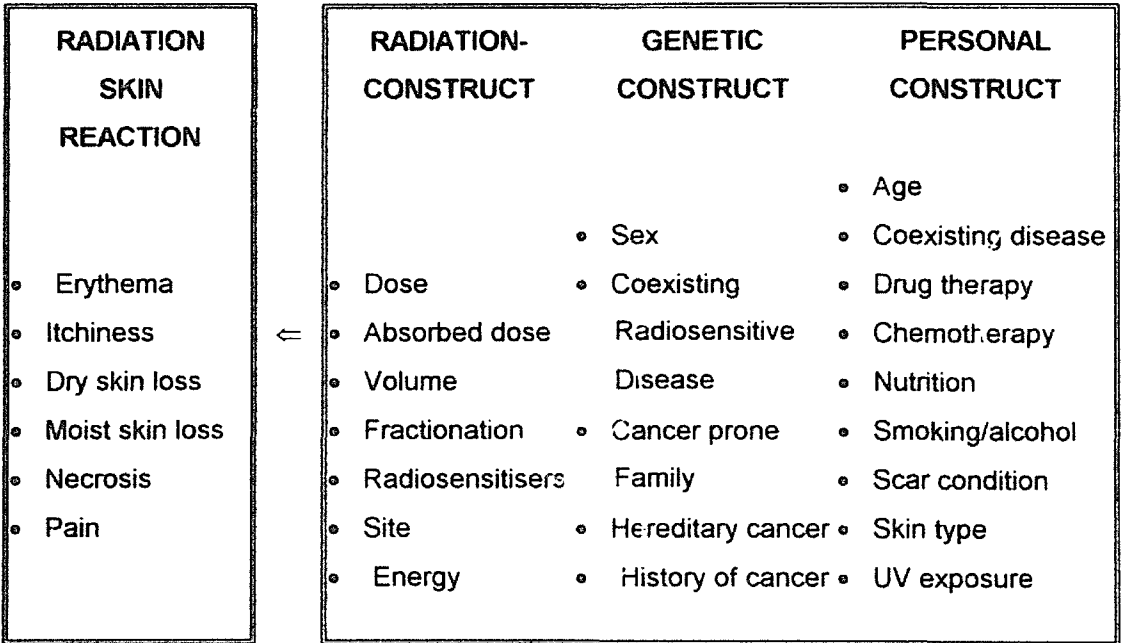 RADIATION
SKIN
REACTION
• Erythema
• Itchiness
• Dry skin loss
• Moist skin loss
• Necrosis
• Pain
⇐
RADIATION-
CONSTRUCT
• Dose
• Absorbed dose
• Volume
• Fractionation
• Radiosensitisers
• Site
• Energy
GENETIC
CONSTRUCT
• Sex
• Coexisting
Radiosensitive
Disease
• Cancer prone
Family
• Hereditary cancer
• History of cancer
PERSONAL
CONSTRUCT
• Age
• Coexisting disease
• Drug therapy
• Chemotherapy
• Nutrition
• Smoking/alcohol
• Scar condition
• Skin type
• UV exposure